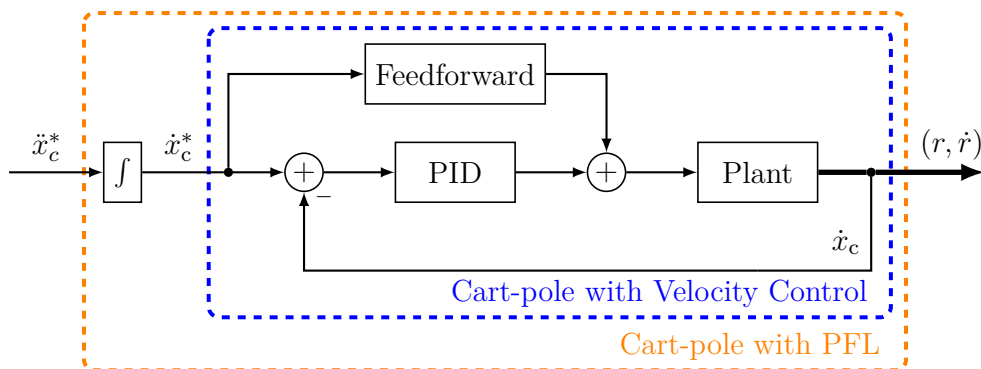 Feedforward
ẍ*c ∫ ẋ*c + − PID + Plant (r, ṙ)
ẋc
Cart-pole with Velocity Control
Cart-pole with PFL